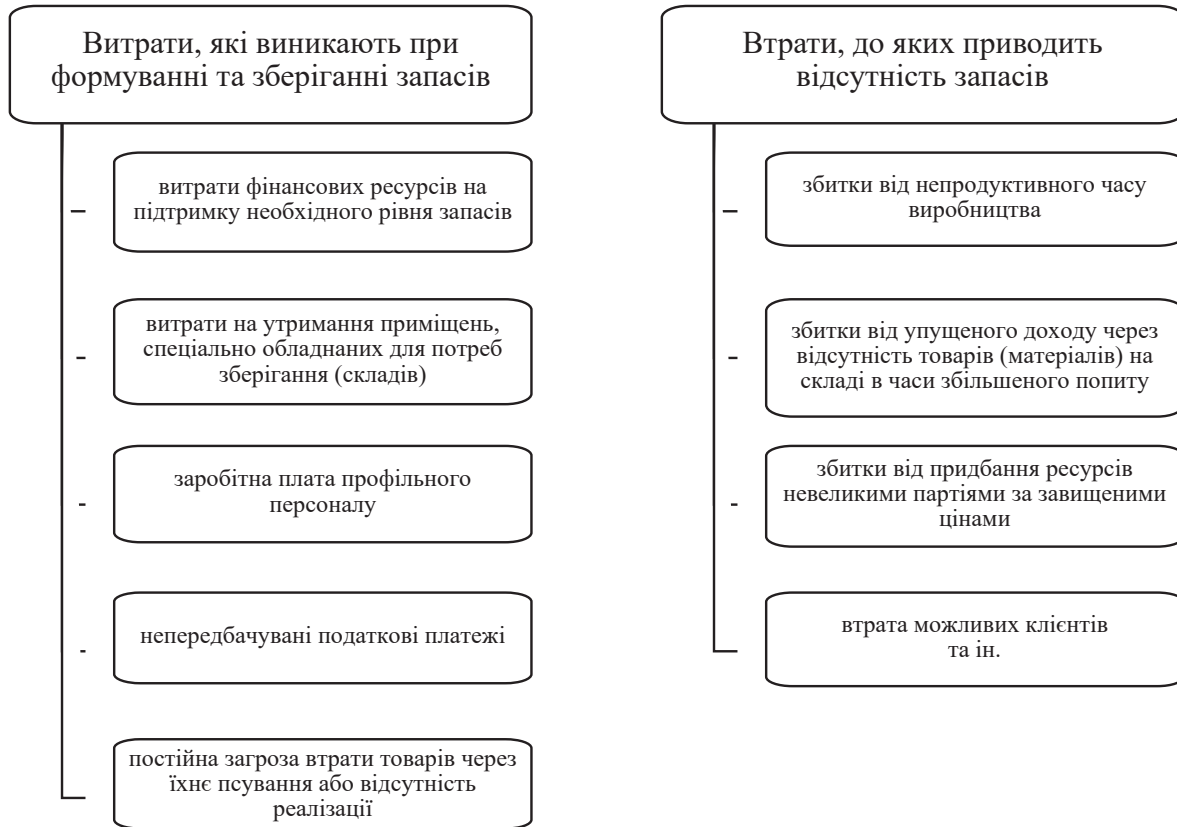 Витрати, які виникають при
формуванні та зберіганні запасів
витрати фінансових ресурсів на
підтримку необхідного рівня запасів
витрати на утримання приміщень,
спеціально обладнаних для потреб
зберігання (складів)
заробітна плата профільного
персоналу
непередбачувані податкові платежі
постійна загроза втрати товарів через
їхнє псування або відсутність
реалізації
Втрати, до яких приводить
відсутність запасів
збитки від непродуктивного часу
виробництва
збитки від упущеного доходу через
відсутність товарів (матеріалів) на
складі в часи збільшеного попиту
збитки від придбання ресурсів
невеликими партіями за завищеними
цінами
втрата можливих клієнтів
та ін.